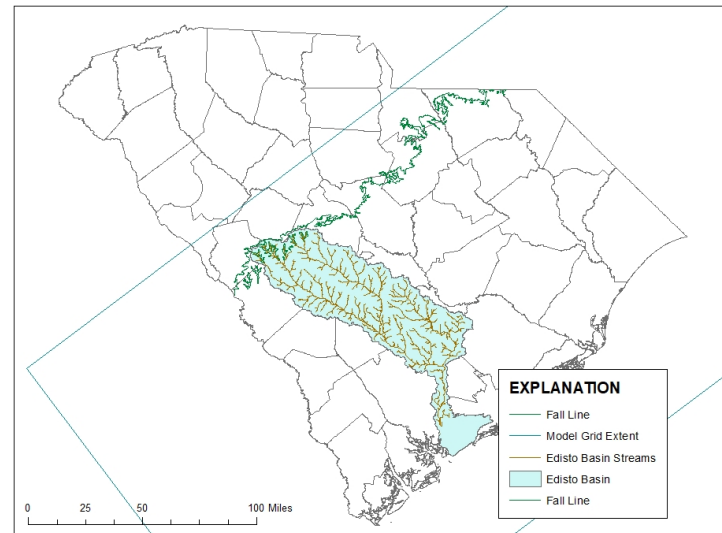 EXPLANATION
Fall Line
Model Grid Extent
Edisto Basin Streams
Edisto Basin
Fall Line
0 25 50 100 Miles